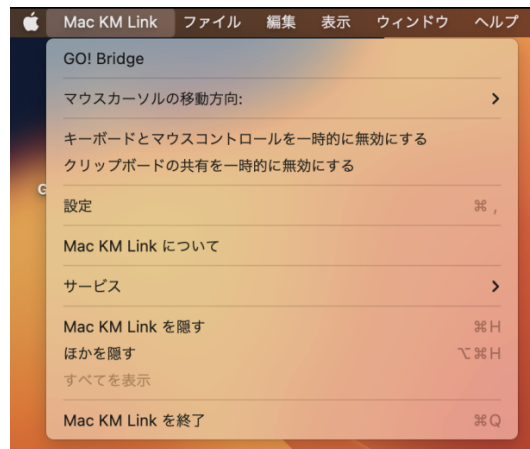 Mac KM Link ファイル 編集 表示 ウィンドウ ヘルプ
GO! Bridge
マウスカーソルの移動方向:
キーボードとマウスコントロールを一時的に無効にする
クリップボードの共有を一時的に無効にする
G
設定 ⌘ ,
Mac KM Link について
サービス
Mac KM Link を隠す ⌘H
ほかを隠す ⌥⌘H
すべてを表示
Mac KM Link を終了 ⌘Q